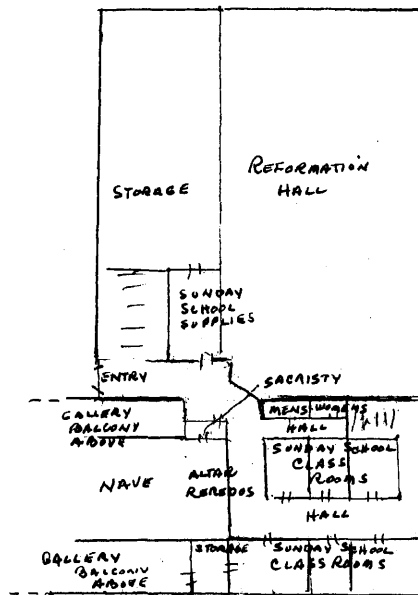 REFORMATION
HALL
STORAGE
SUNDAY
SCHOOL
SUPPLIES
ENTRY
SACRISTY
GALLERY
BALCONY
ABOVE
MENS WOMENS
HALL
SUNDAY SCHOOL
CLASS
ROOMS
NAVE
ALTAR
REREDOS
HALL
GALLERY
BALCONY
ABOVE
STORAGE
SUNDAY SCHOOL
CLASS ROOMS